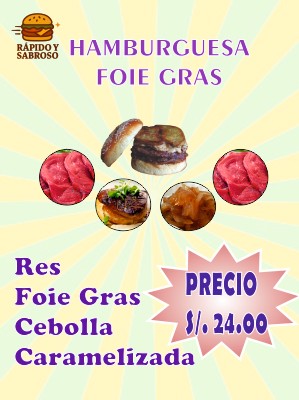 RÁPIDO Y
SABROSO
HAMBURGUESA
FOIE GRAS
Res
Foie Gras
Cebolla
Caramelizada
PRECIO
S/. 24.00